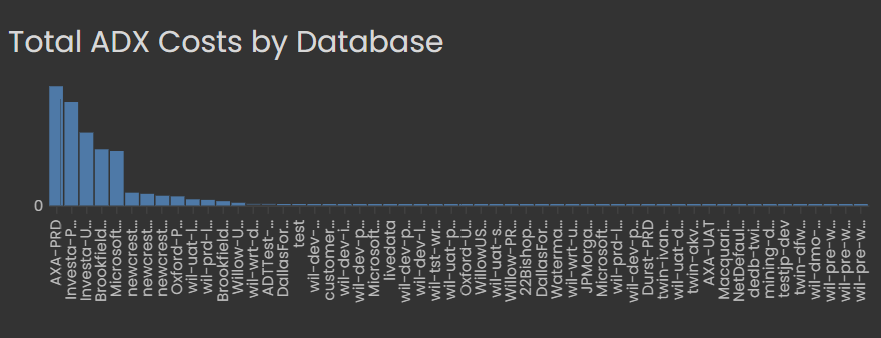 Total ADX Costs by Database
0
AXA-PRD
Investa-P...
Investa-U...
Brookfield...
Microsoft...
newcrest...
newcrest...
newcrest...
Oxford-P...
wil-uat-l...
wil-prd-l...
Brookfield...
Willow-U...
wil-wrt-d...
ADTTest-...
DallasFor...
test
wil-dev-...
customer...
wil-dev-i...
wil-dev-p...
Microsoft...
livedata
wil-dev-p...
wil-dev-l...
wil-tst-wr...
wil-uat-p...
Oxford-U...
WillowUS...
wil-uat-s...
Willow-PR...
22Bishop...
DallasFor...
Waterma...
wil-wrt-u...
JPMorga...
Microsoft...
wil-prd-l...
wil-dev-p...
Durst-PRD
twin-ivan...
wil-uat-d...
twin-akv...
AXA-UAT
Macquari...
NetDefaul...
dedb-twi...
mining-d...
testjp-dev
twin-dfw...
wil-dmo-...
wil-pre-w...
wil-pre-w...
wil-pre-w...